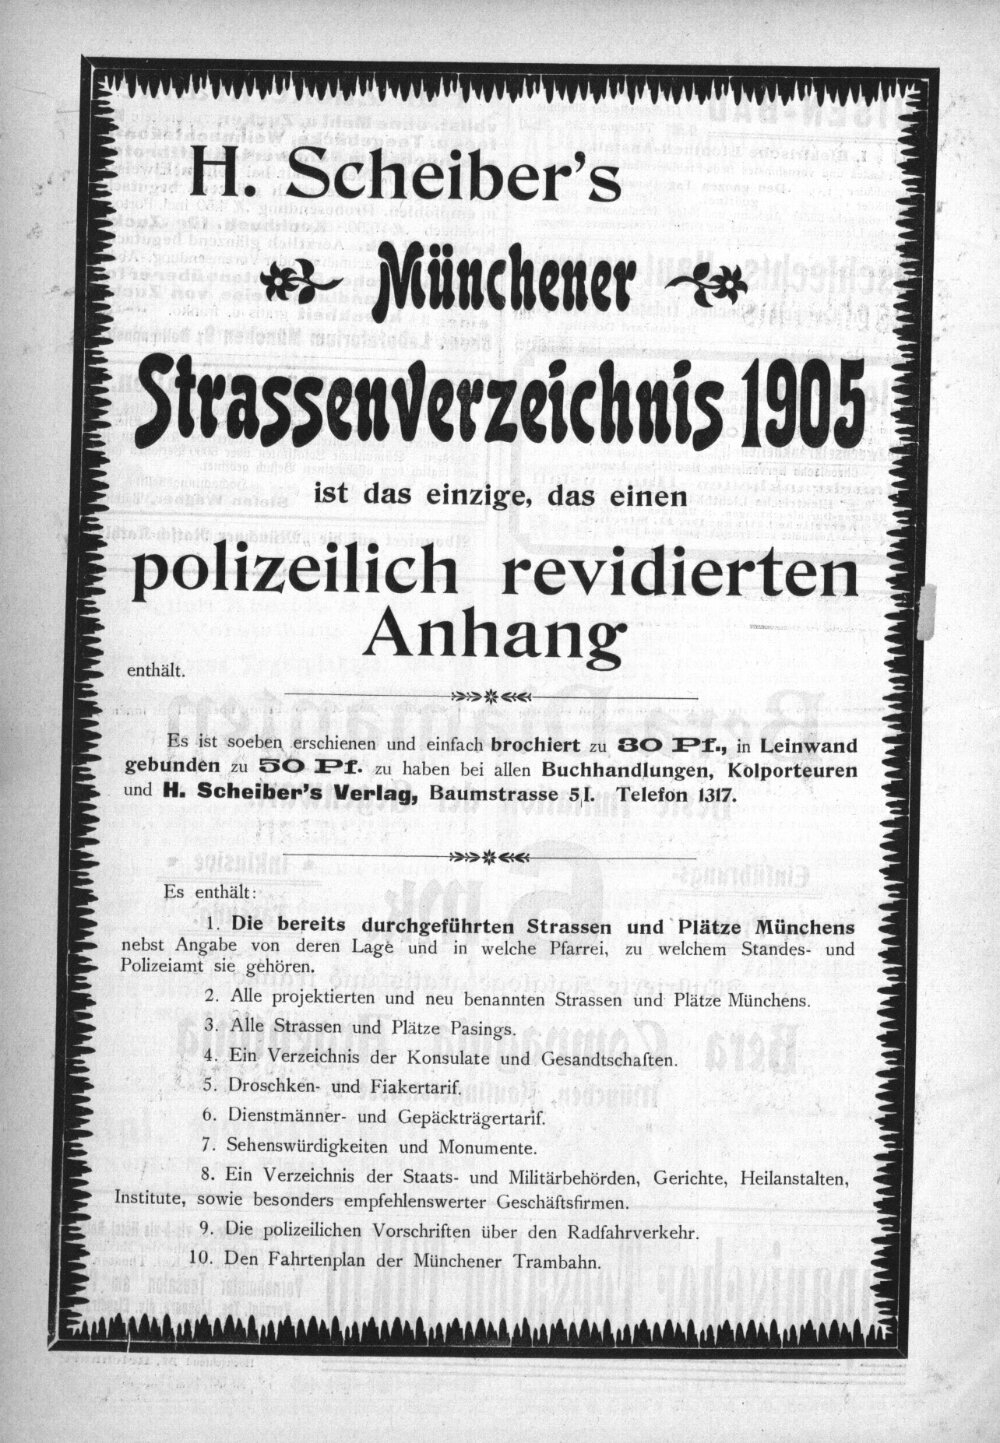 H. Scheiber's
Münchener
Strassenverzeichnis 1905
ist das einzige, das einen
polizeilich revidierten
Anhang
enthält.
Es ist soeben erschienen und einfach brochiert zu 30 Pf., in Leinwand
gebunden zu 50 Pf. zu haben bei allen Buchhandlungen, Kolporteuren
und H. Scheiber's Verlag, Baumstrasse 5/I. Telefon 1317.
Es enthält:
1. Die bereits durchgeführten Strassen und Plätze Münchens
nebst Angabe von deren Lage und in welche Pfarrei, zu welchem Standes- und
Polizeiamt sie gehören.
2. Alle projektierten und neu benannten Strassen und Plätze Münchens.
3. Alle Strassen und Plätze Pasings.
4. Ein Verzeichnis der Konsulate und Gesandtschaften.
5. Droschken- und Fiakertarif.
6. Dienstmänner- und Gepäckträgertarif.
7. Sehenswürdigkeiten und Monumente.
8. Ein Verzeichnis der Staats- und Militärbehörden, Gerichte, Heilanstalten,
Institute, sowie besonders empfehlenswerter Geschäftsfirmen.
9. Die polizeilichen Vorschriften über den Radfahrverkehr.
10. Den Fahrtenplan der Münchener Trambahn.